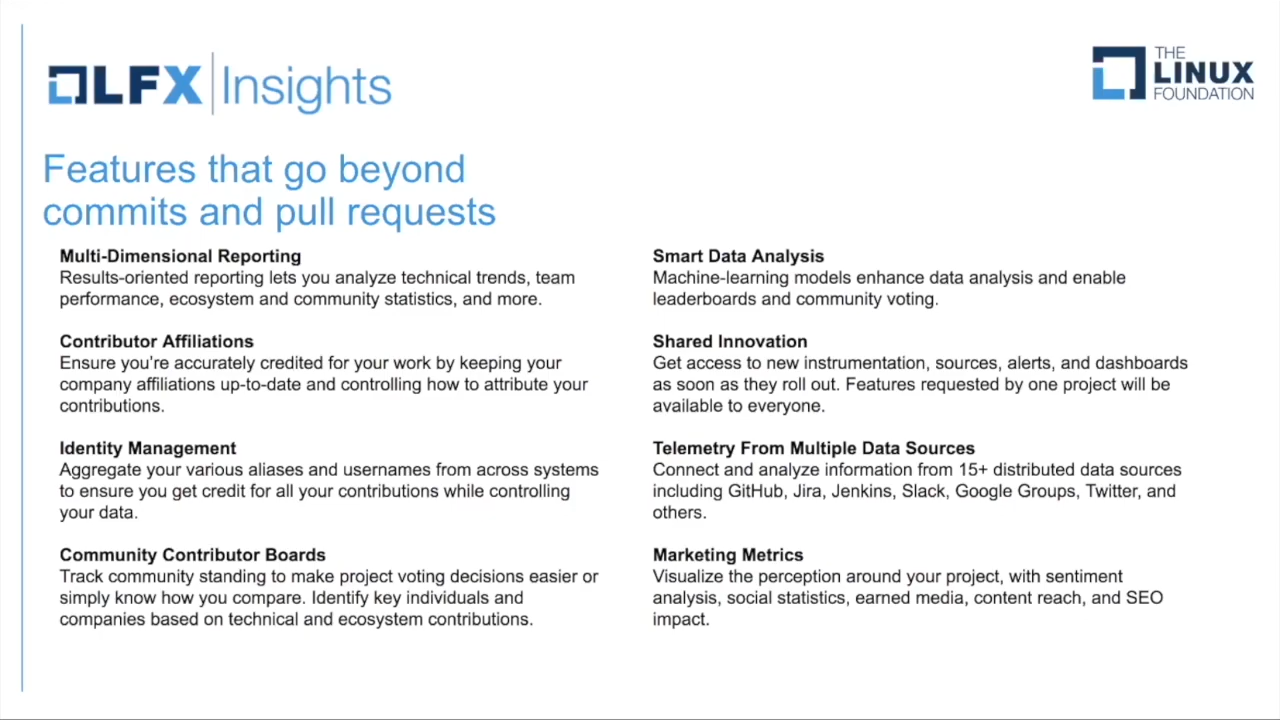 LFX Insights
THE
LINUX
FOUNDATION
Features that go beyond
commits and pull requests
Multi-Dimensional Reporting
Results-oriented reporting lets you analyze technical trends, team
performance, ecosystem and community statistics, and more.
Contributor Affiliations
Ensure you're accurately credited for your work by keeping your
company affiliations up-to-date and controlling how to attribute your
contributions.
Identity Management
Aggregate your various aliases and usernames from across systems
to ensure you get credit for all your contributions while controlling
your data.
Community Contributor Boards
Track community standing to make project voting decisions easier or
simply know how you compare. Identify key individuals and
companies based on technical and ecosystem contributions.
Smart Data Analysis
Machine-learning models enhance data analysis and enable
leaderboards and community voting.
Shared Innovation
Get access to new instrumentation, sources, alerts, and dashboards
as soon as they roll out. Features requested by one project will be
available to everyone.
Telemetry From Multiple Data Sources
Connect and analyze information from 15+ distributed data sources
including GitHub, Jira, Jenkins, Slack, Google Groups, Twitter, and
others.
Marketing Metrics
Visualize the perception around your project, with sentiment
analysis, social statistics, earned media, content reach, and SEO
impact.